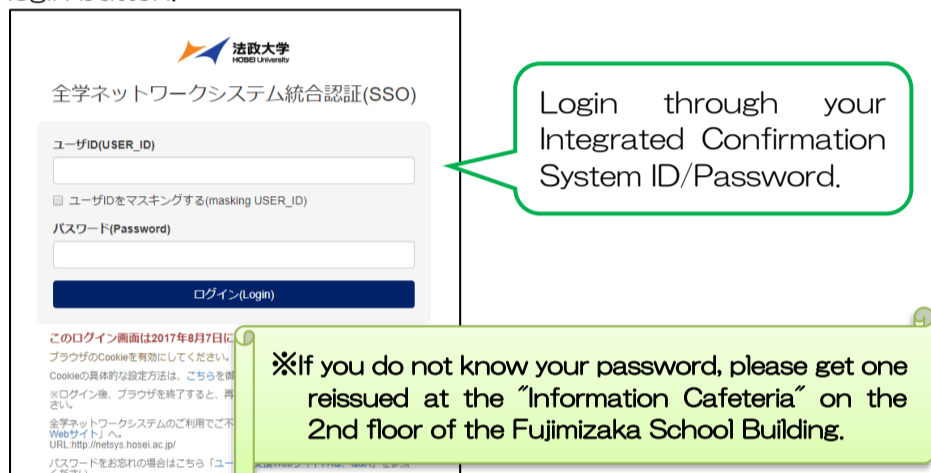 login button.
法政大学
HOSEI University
全学ネットワークシステム統合認証(SSO)
ユーザID(USER_ID)
ユーザIDをマスキングする(masking USER_ID)
パスワード(Password)
ログイン(Login)
Login through your
Integrated Confirmation
System ID/Password.
このログイン画面は2017年8月7日に
ブラウザのCookieを有効にしてください。
Cookieの具体的な設定方法は、こちらを御
※ログイン後、ブラウザを終了すると、再
さい。
全学ネットワークシステムのご利用でご不
Webサイト」へ。
URL:http://netsys.hosei.ac.jp/
パスワードをお忘れの場合はこちら「ユー
ください
※If you do not know your password, please get one
reissued at the "Information Cafeteria" on the
2nd floor of the Fujimizaka School Building.